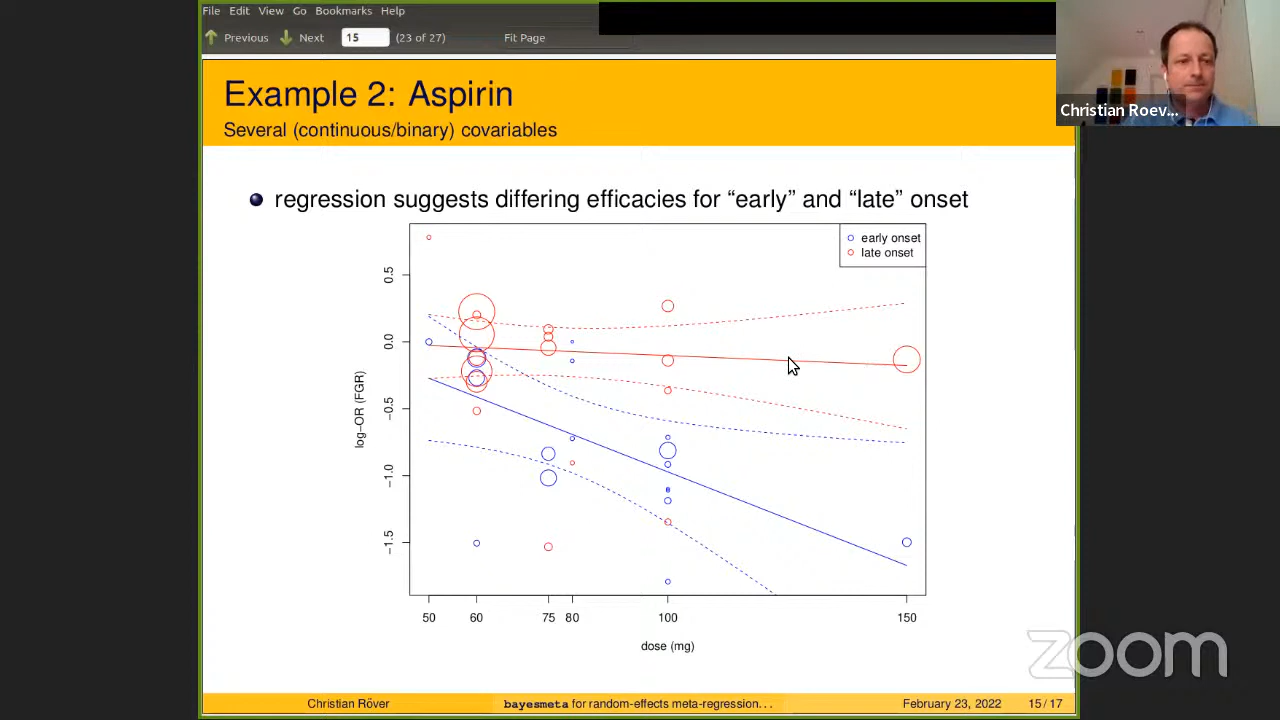 File Edit View Go Bookmarks Help
Previous Next 15 (23 of 27) Fit Page
Christian Roev...
Example 2: Aspirin
Several (continuous/binary) covariables
regression suggests differing efficacies for “early” and “late” onset
early onset
late onset
log−OR (FGR)
0.5
0.0
−0.5
−1.0
−1.5
50 60 75 80 100 150
dose (mg)
zoom
Christian Röver bayesmeta for random-effects meta-regression... February 23, 2022 15 / 17